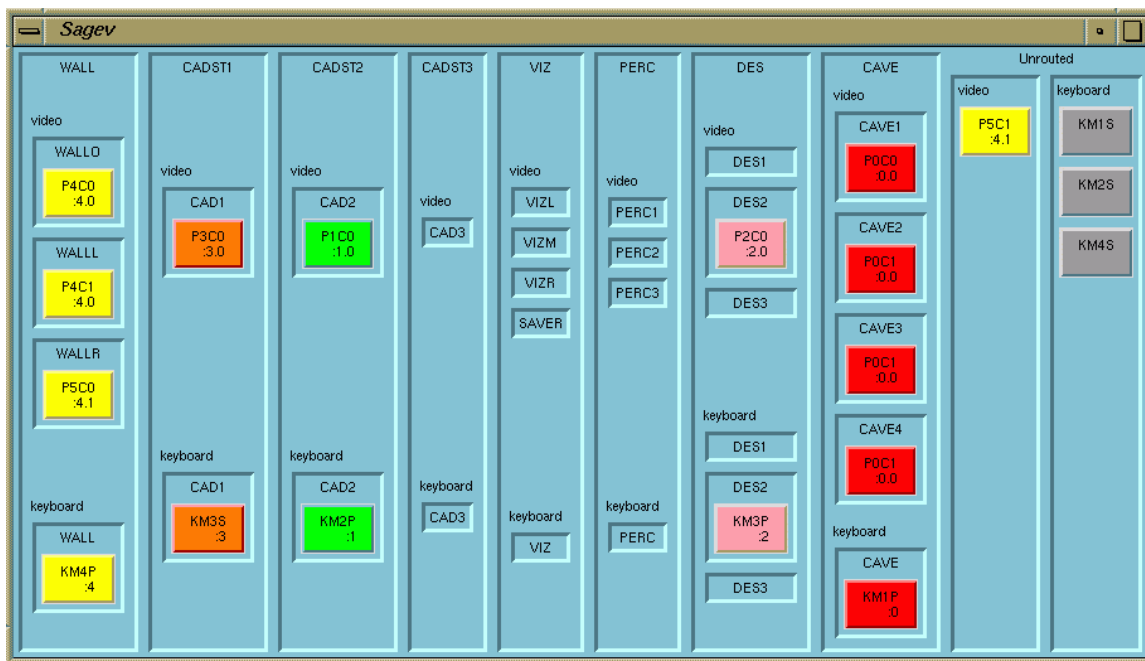 Sagev
WALL
video
WALLO
P4C0
:4.0
WALLL
P4C1
:4.0
WALLR
P5C0
:4.1
keyboard
WALL
KM4P
:4
CADST1
video
CAD1
P3C0
:3.0
keyboard
CAD1
KM3S
:3
CADST2
video
CAD2
P1C0
:1.0
keyboard
CAD2
KM2P
:1
CADST3
video
CAD3
keyboard
CAD3
VIZ
video
VIZL
VIZM
VIZR
SAVER
keyboard
VIZ
PERC
video
PERC1
PERC2
PERC3
keyboard
PERC
DES
video
DES1
DES2
P2C0
:2.0
DES3
keyboard
DES1
DES2
KM3P
:2
DES3
CAVE
video
CAVE1
P0C0
:0.0
CAVE2
P0C1
:0.0
CAVE3
P0C1
:0.0
CAVE4
P0C1
:0.0
keyboard
CAVE
KM1P
:0
Unrouted
video
P5C1
:4.1
keyboard
KM1S
KM2S
KM4S